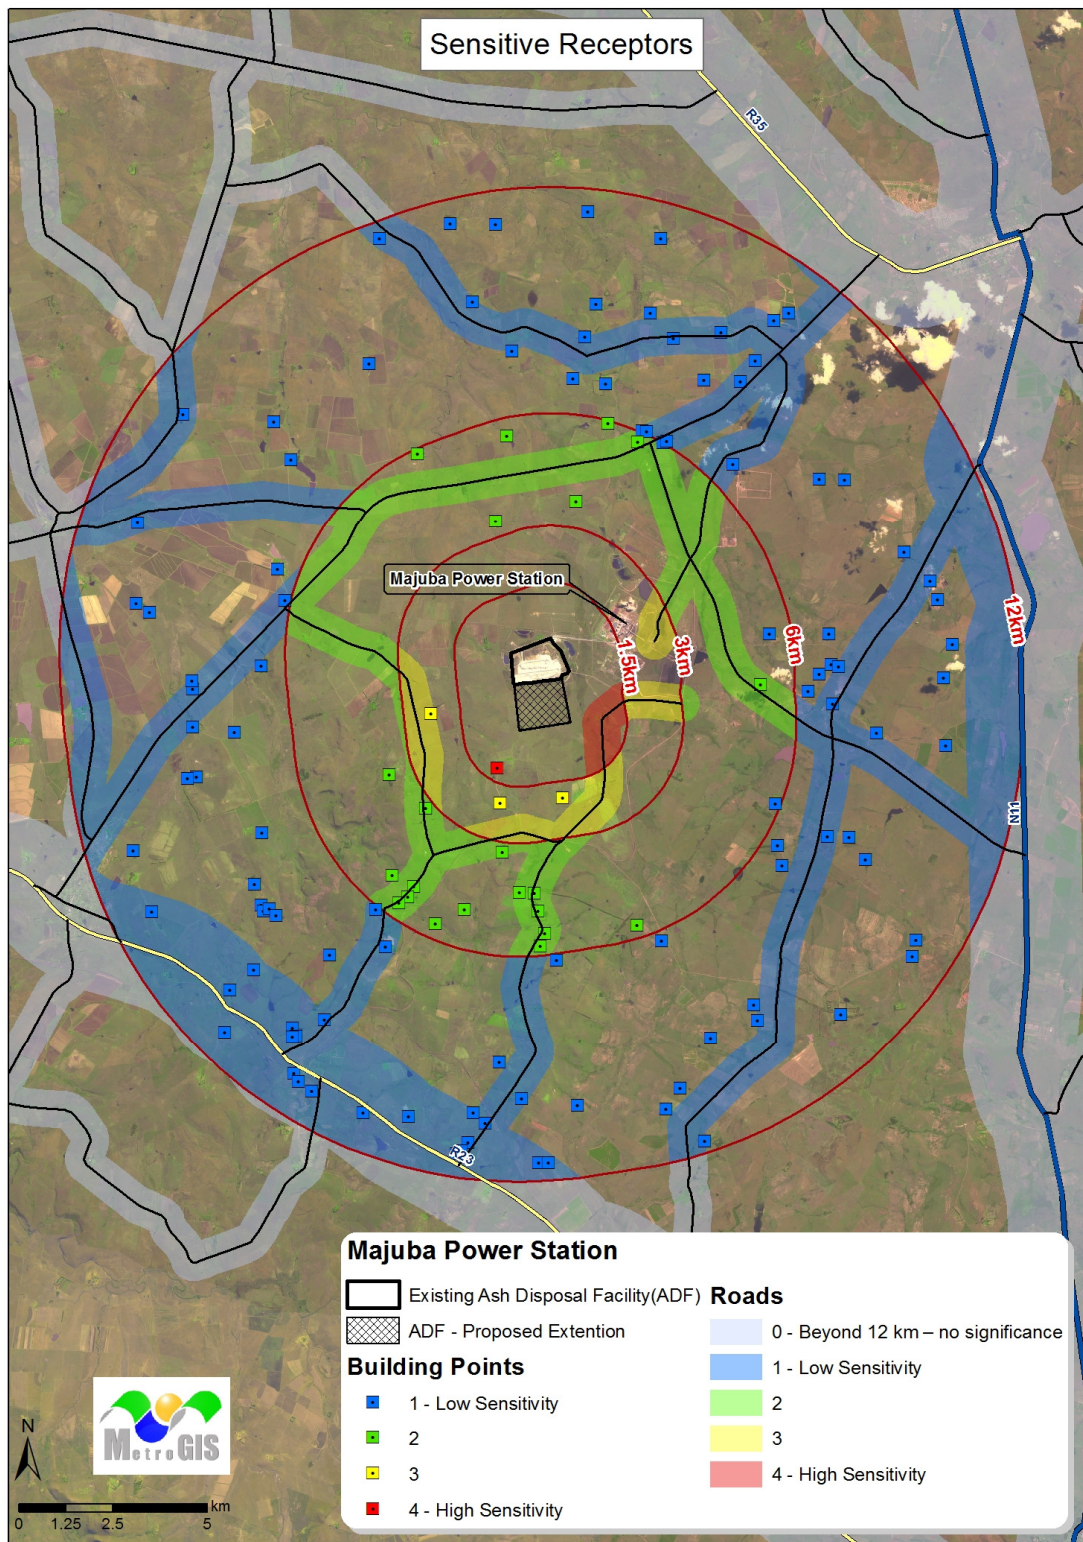 Sensitive Receptors
R35
Majuba Power Station
1.5km
3km
6km
12km
N11
R23
Majuba Power Station
Existing Ash Disposal Facility(ADF)
ADF - Proposed Extention
Building Points
1 - Low Sensitivity
2
3
4 - High Sensitivity
Roads
0 - Beyond 12 km – no significance
1 - Low Sensitivity
2
3
4 - High Sensitivity
MetroGIS
N
km
0 1.25 2.5 5